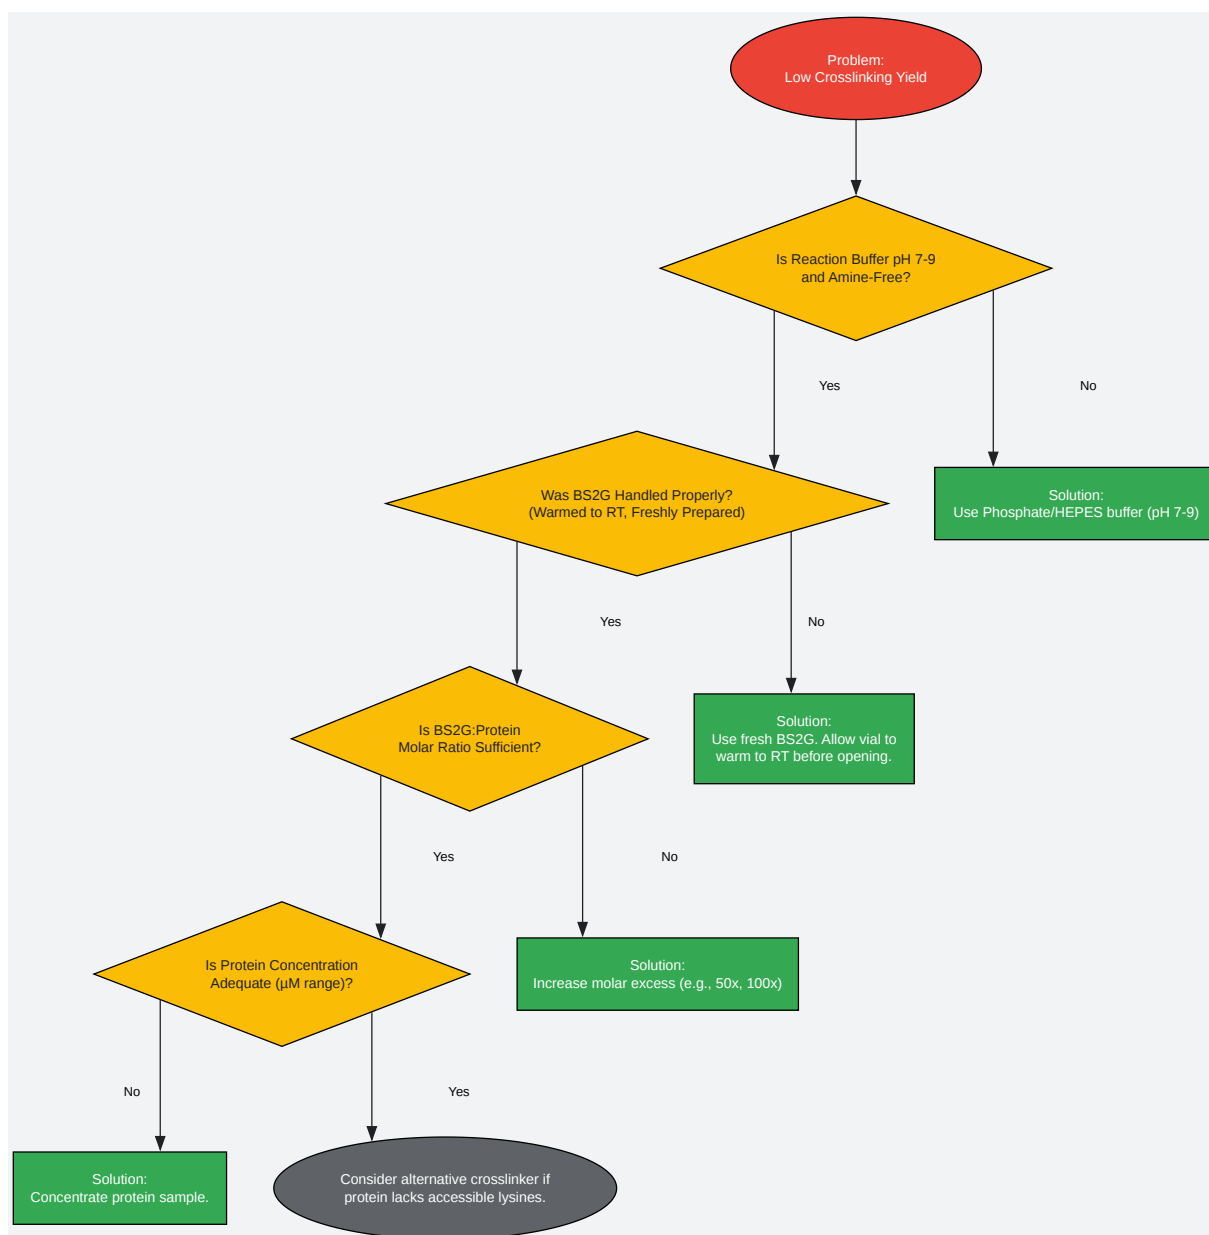 Problem:
Low Crosslinking Yield
Is Reaction Buffer pH 7-9
and Amine-Free?
Yes
No
Was BS2G Handled Properly?
(Warmed to RT, Freshly Prepared)
Solution:
Use Phosphate/HEPES buffer (pH 7-9)
Yes
No
Is BS2G:Protein
Molar Ratio Sufficient?
Solution:
Use fresh BS2G. Allow vial to
warm to RT before opening.
Yes
No
Is Protein Concentration
Adequate (µM range)?
Solution:
Increase molar excess (e.g., 50x, 100x)
No
Yes
Solution:
Concentrate protein sample.
Consider alternative crosslinker if
protein lacks accessible lysines.